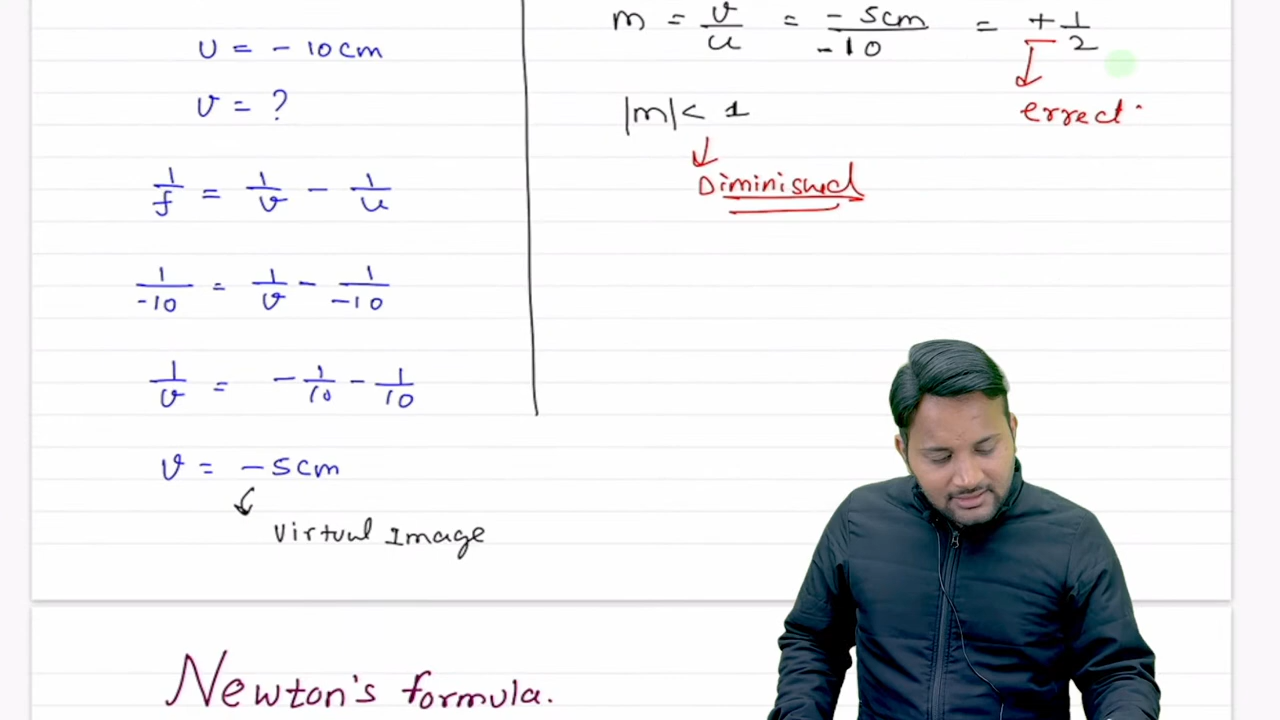 u = - 10cm
v = ?
1/f = 1/v - 1/u
1/-10 = 1/v - 1/-10
1/v = - 1/10 - 1/10
v = - 5cm
Virtual Image
m = v/u = - 5cm/-10 = + 1/2
errect.
|m| < 1
Diminished
Newton's formula.